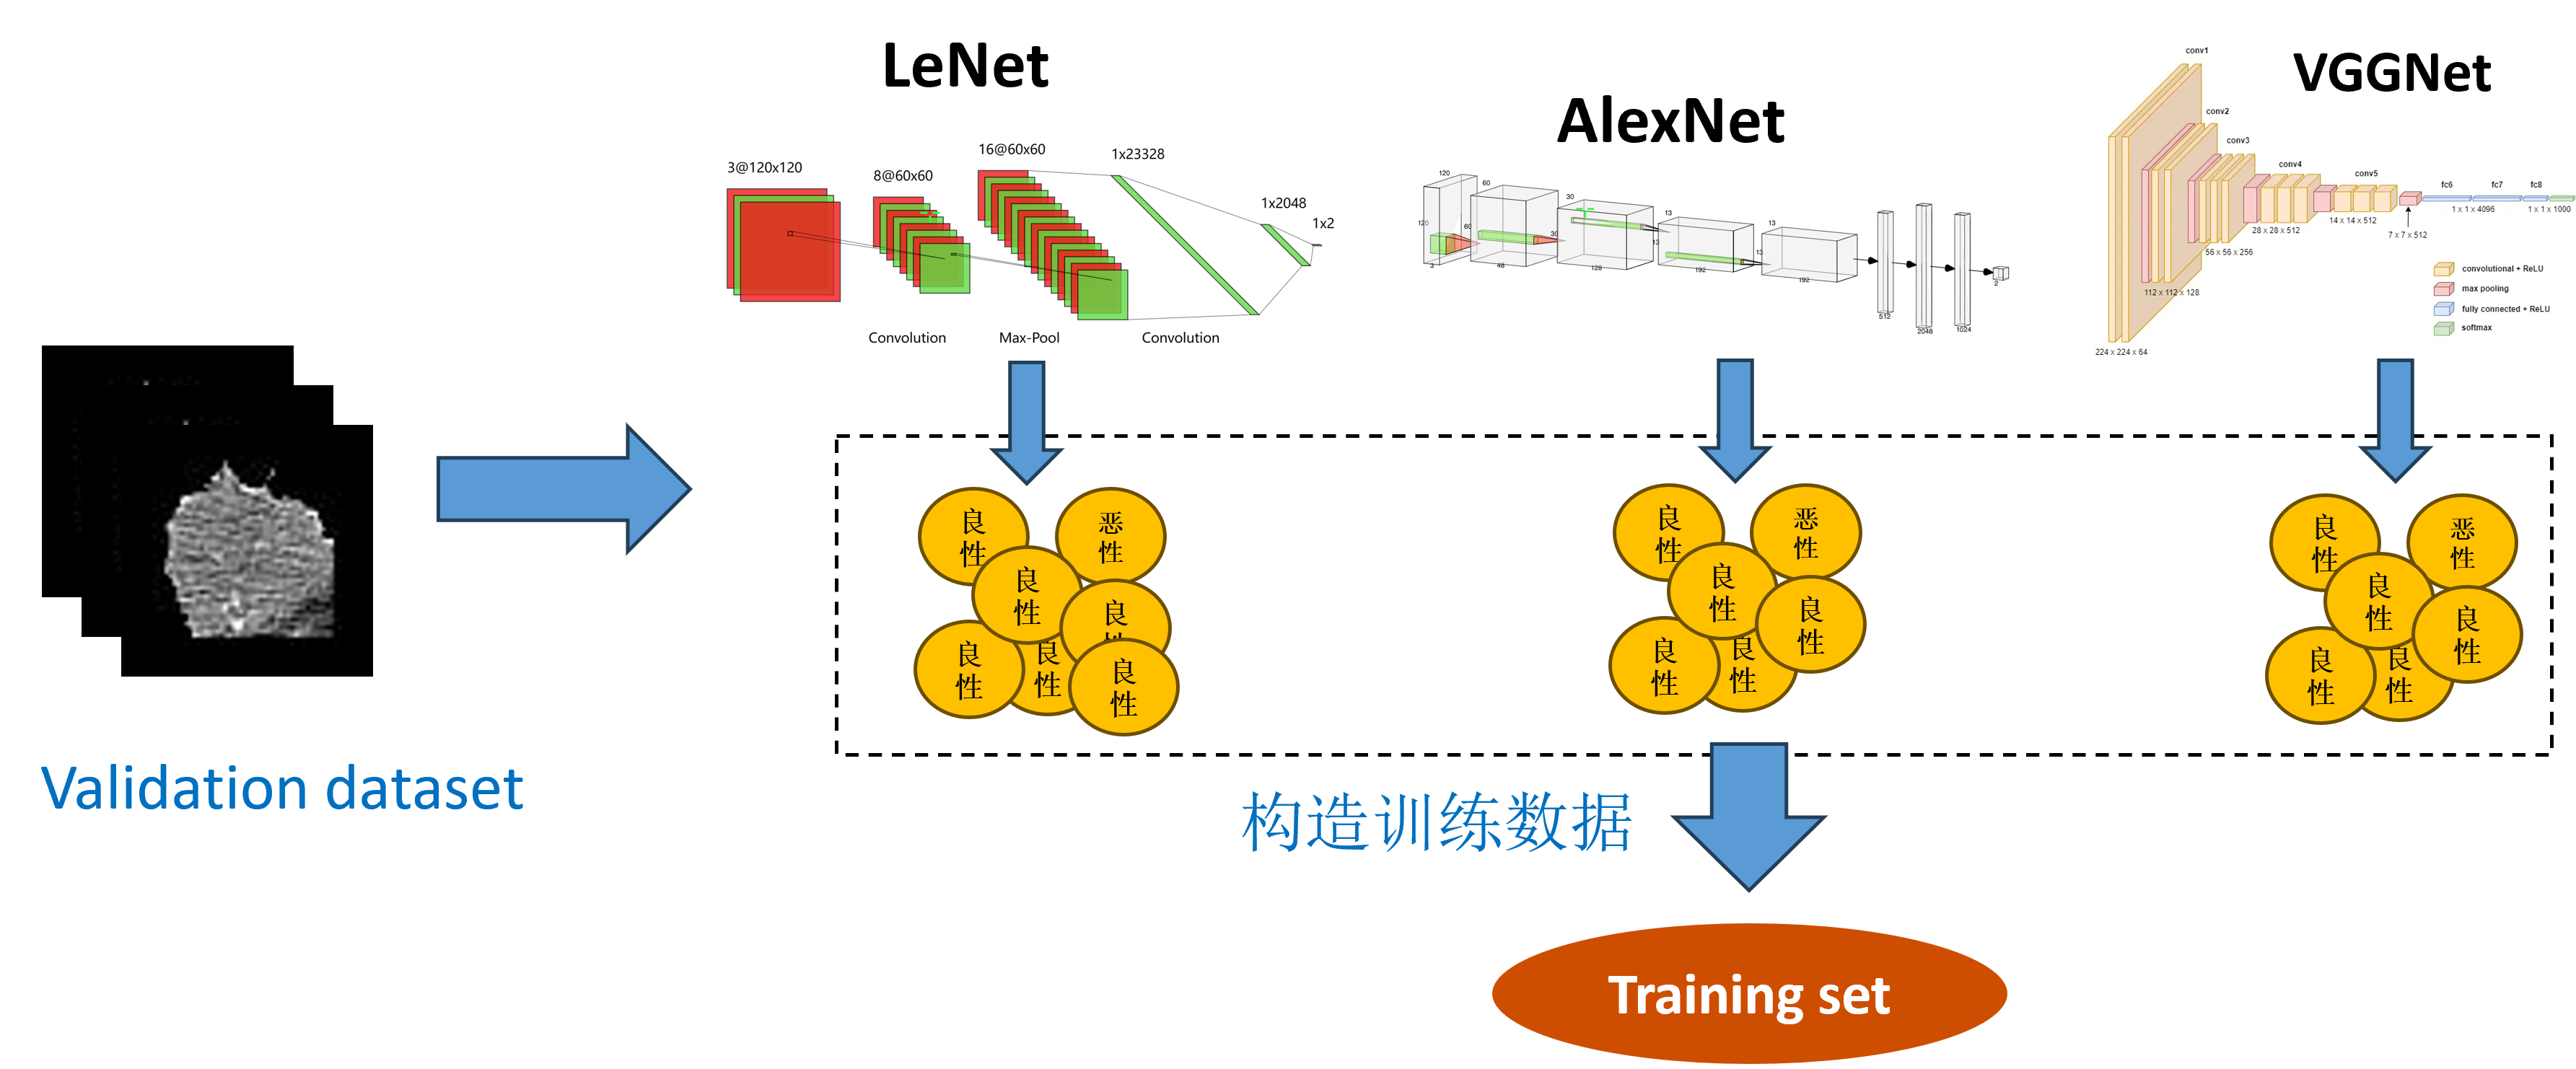 LeNet
3@120x120
8@60x60
16@60x60
1x23328
1x2048
1x2
Convolution
Max-Pool
Convolution
AlexNet
120
120
3
60
60
48
30
30
128
13
13
192
13
13
192
512
2048
1024
2
VGGNet
conv1
conv2
conv3
conv4
conv5
fc6
fc7
fc8
224 x 224 x 64
112 x 112 x 128
56 x 56 x 256
28 x 28 x 512
14 x 14 x 512
7 x 7 x 512
1 x 1 x 4096
1 x 1 x 1000
convolutional + ReLU
max pooling
fully connected + ReLU
softmax
Validation dataset
良性
恶性
良性
良
良性
良性
良性
良性
恶性
良性
良性
良性
良性
良性
恶性
良性
良性
良性
良性
构造训练数据
Training set